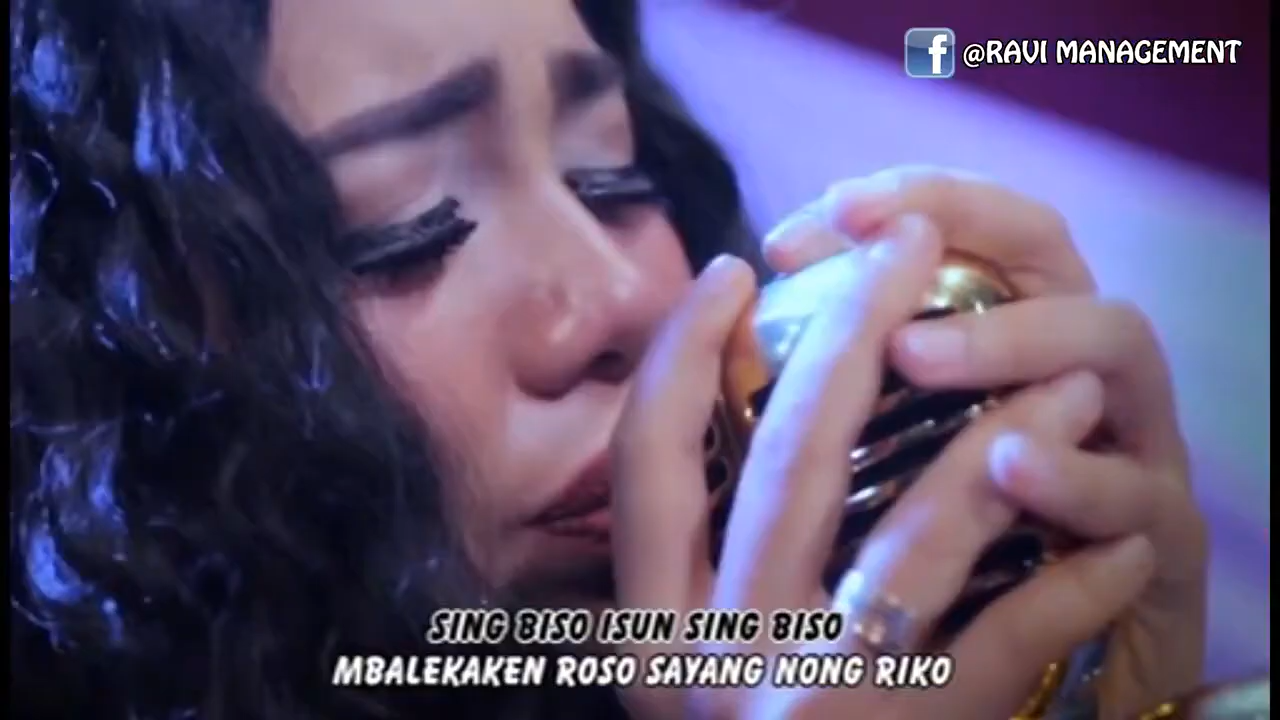 @RAVI MANAGEMENT
SING BISO ISUN SING BISO
MBALEKAKEN ROSO SAYANG NONG RIKO